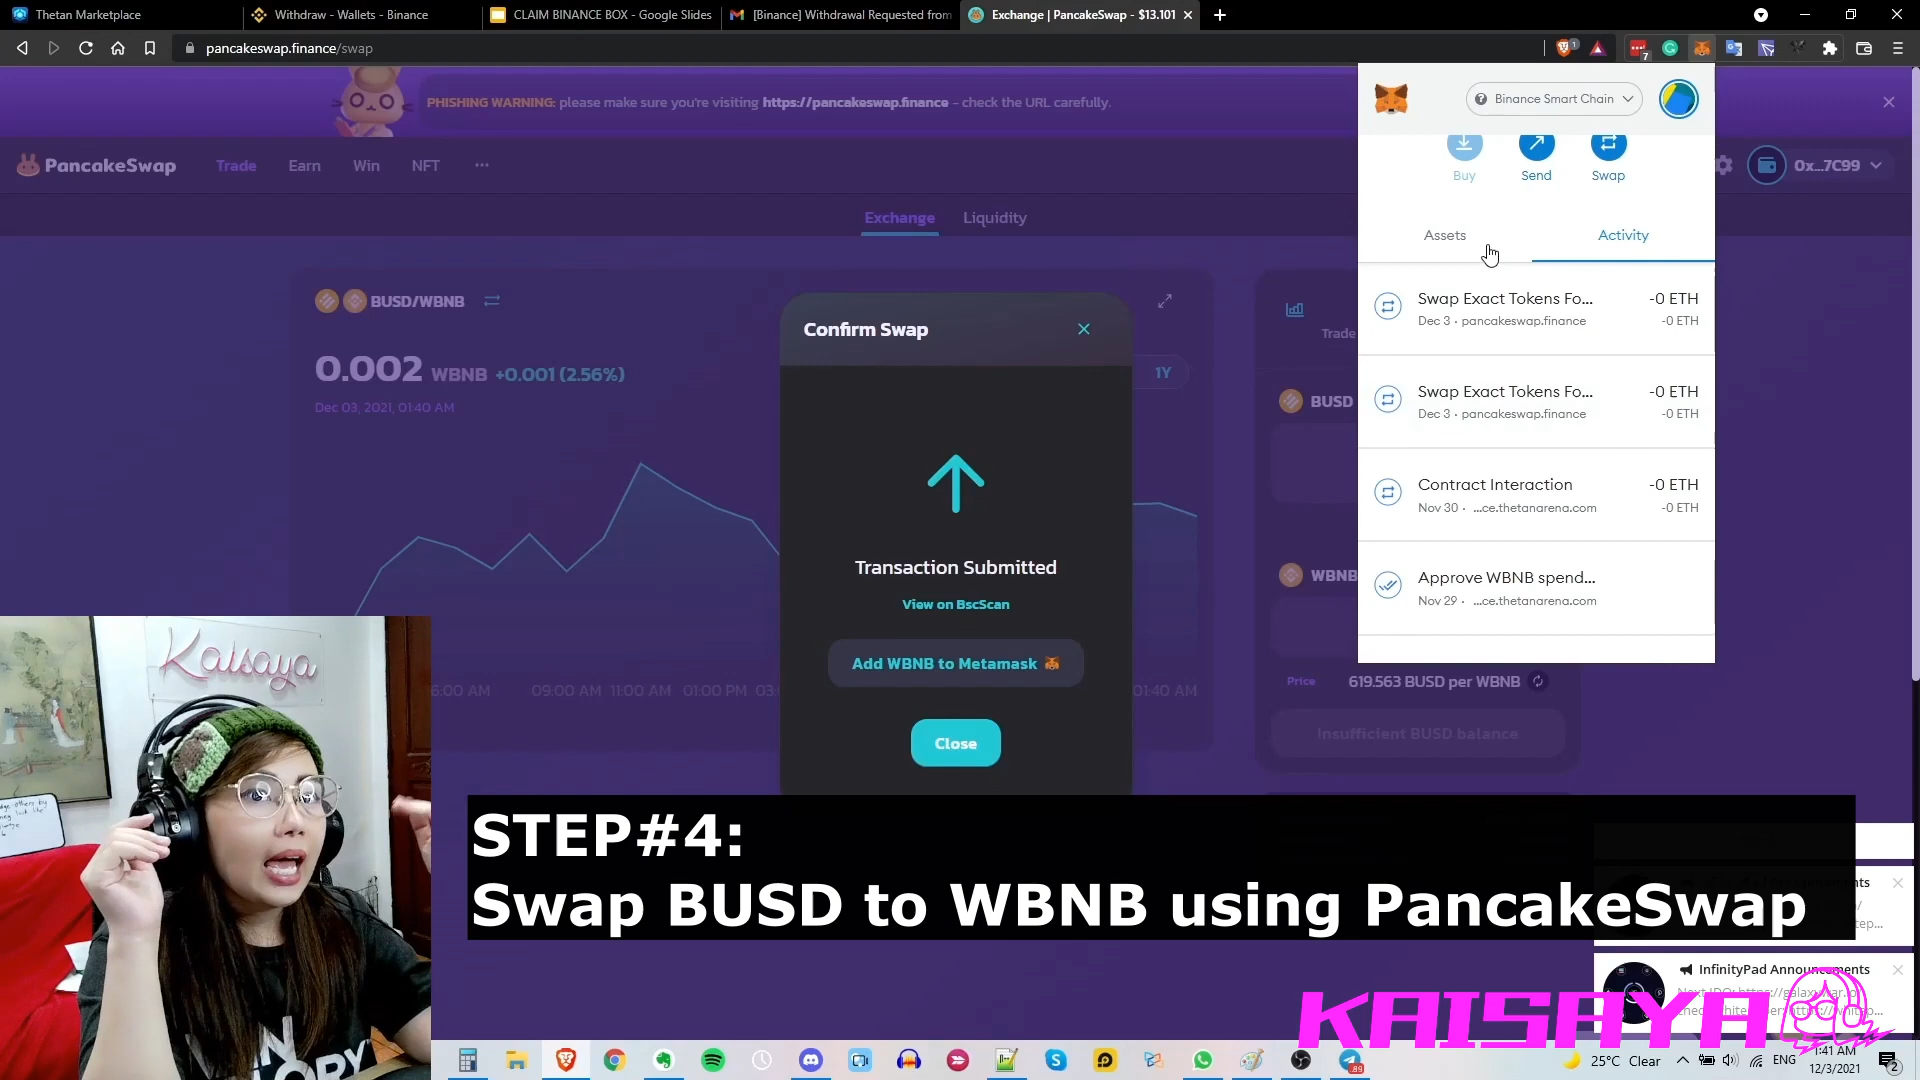 Thetan Marketplace
Withdraw - Wallets - Binance
CLAIM BINANCE BOX - Google Slides
[Binance] Withdrawal Requested from
Exchange | PancakeSwap - $13.101
pancakeswap.finance/swap
1
7
PHISHING WARNING: please make sure you're visiting https://pancakeswap.finance - check the URL carefully.
Binance Smart Chain
PancakeSwap
Trade
Earn
Win
NFT
0x...7C99
Exchange
Liquidity
Buy
Send
Swap
Assets
Activity
Swap Exact Tokens Fo...
-0 ETH
Dec 3 · pancakeswap.finance
-0 ETH
Swap Exact Tokens Fo...
-0 ETH
Dec 3 · pancakeswap.finance
-0 ETH
Contract Interaction
-0 ETH
Nov 30 · ...ce.thetanarena.com
-0 ETH
Approve WBNB spend...
Nov 29 · ...ce.thetanarena.com
BUSD/WBNB
0.002 WBNB +0.001 (2.56%)
Dec 03, 2021, 01:40 AM
1Y
Trade
BUSD
WBNB
Confirm Swap
Transaction Submitted
View on BscScan
Add WBNB to Metamask
Close
6:00 AM
09:00 AM
11:00 AM
01:00 PM
03:
01:40 AM
Price
619.563 BUSD per WBNB
Insufficient BUSD balance
Kaisaya
STEP#4:
Swap BUSD to WBNB using PancakeSwap
InfinityPad Announcements
KAISAYA
25°C Clear
ENG
1:41 AM
12/3/2021
2